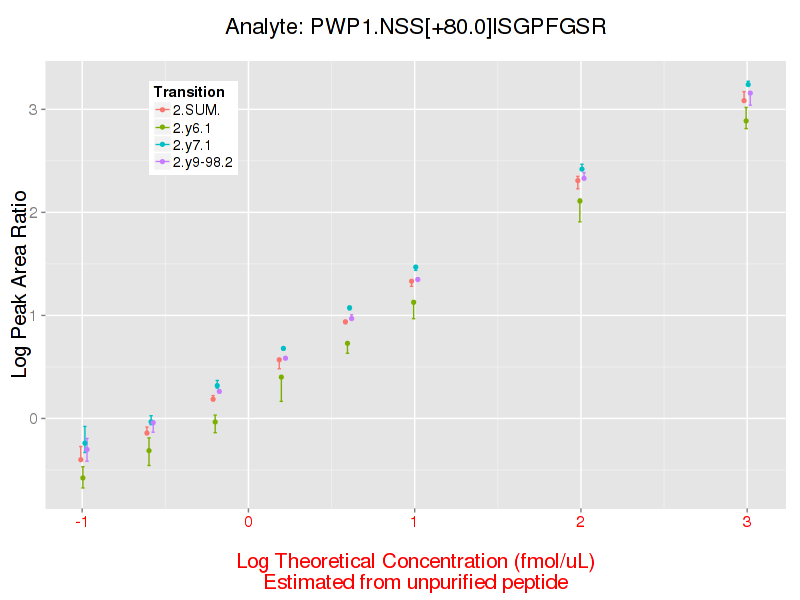 Analyte: PWP1.NSS[+80.0]ISGPFGSR
Transition
2.SUM.
2.y6.1
2.y7.1
2.y9-98.2
Log Peak Area Ratio
3
2
1
0
-1
0
1
2
3
Log Theoretical Concentration (fmol/uL)
Estimated from unpurified peptide